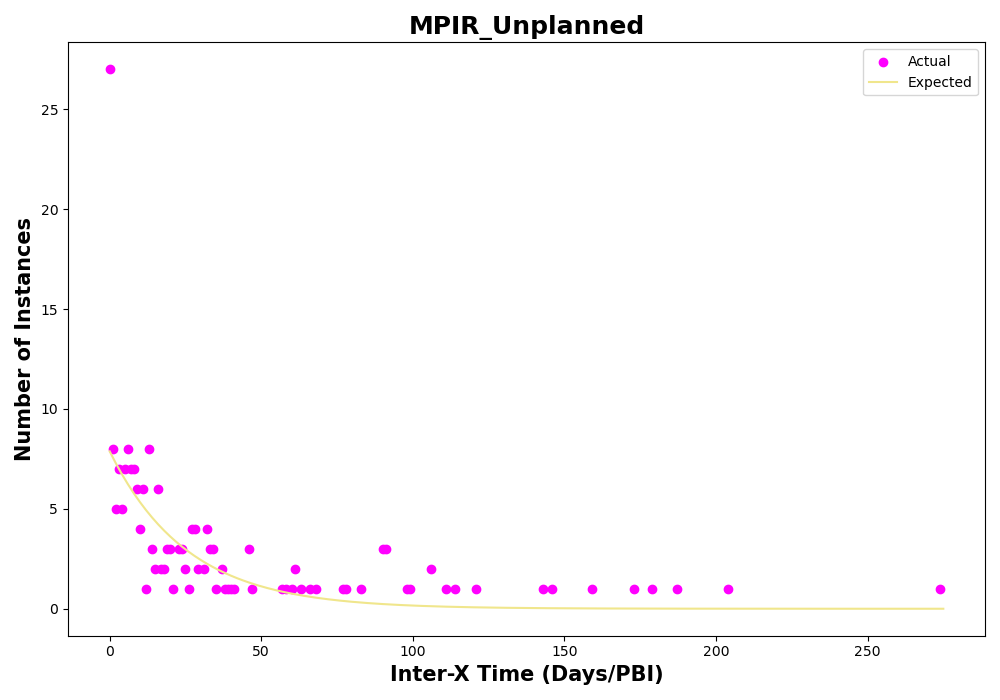 MPIR_Unplanned
Actual
Expected
Number of Instances
25
20
15
10
5
0
0 50 100 150 200 250
Inter-X Time (Days/PBI)